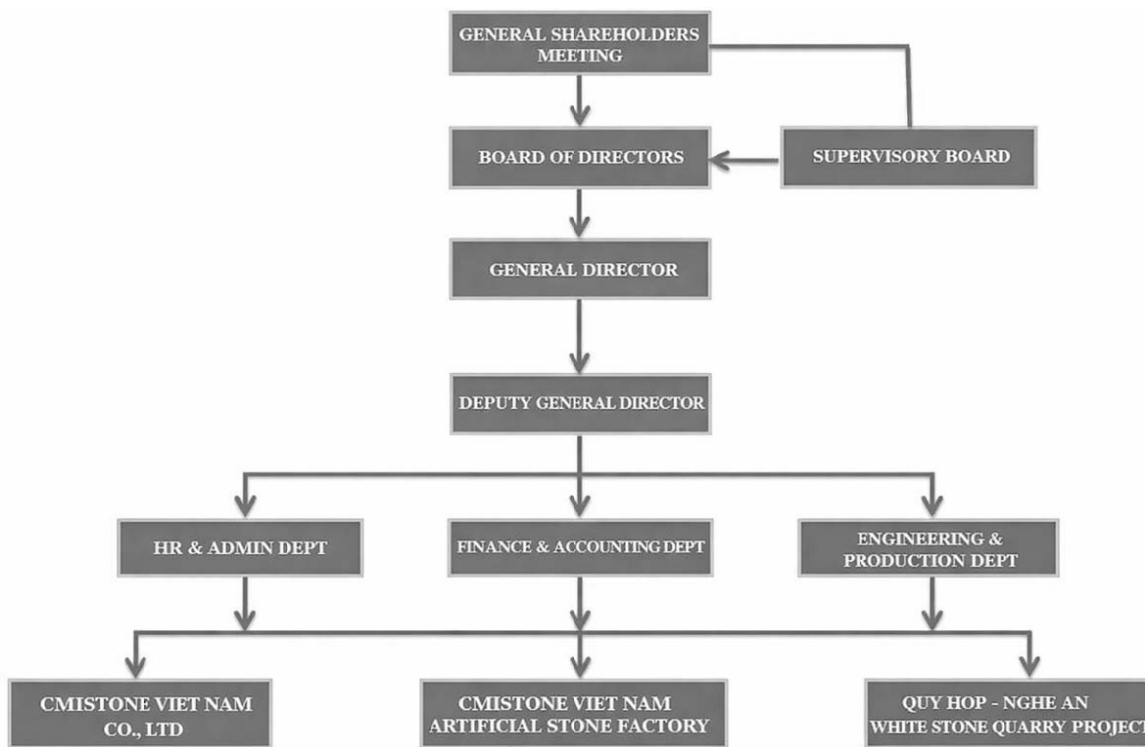 GENERAL SHAREHOLDERS
MEETING
BOARD OF DIRECTORS
SUPERVISORY BOARD
GENERAL DIRECTOR
DEPUTY GENERAL DIRECTOR
HR & ADMIN DEPT
FINANCE & ACCOUNTING DEPT
ENGINEERING &
PRODUCTION DEPT
CMISTONE VIET NAM
CO., LTD
CMISTONE VIET NAM
ARTIFICIAL STONE FACTORY
QUY HOP - NGHE AN
WHITE STONE QUARRY PROJECT